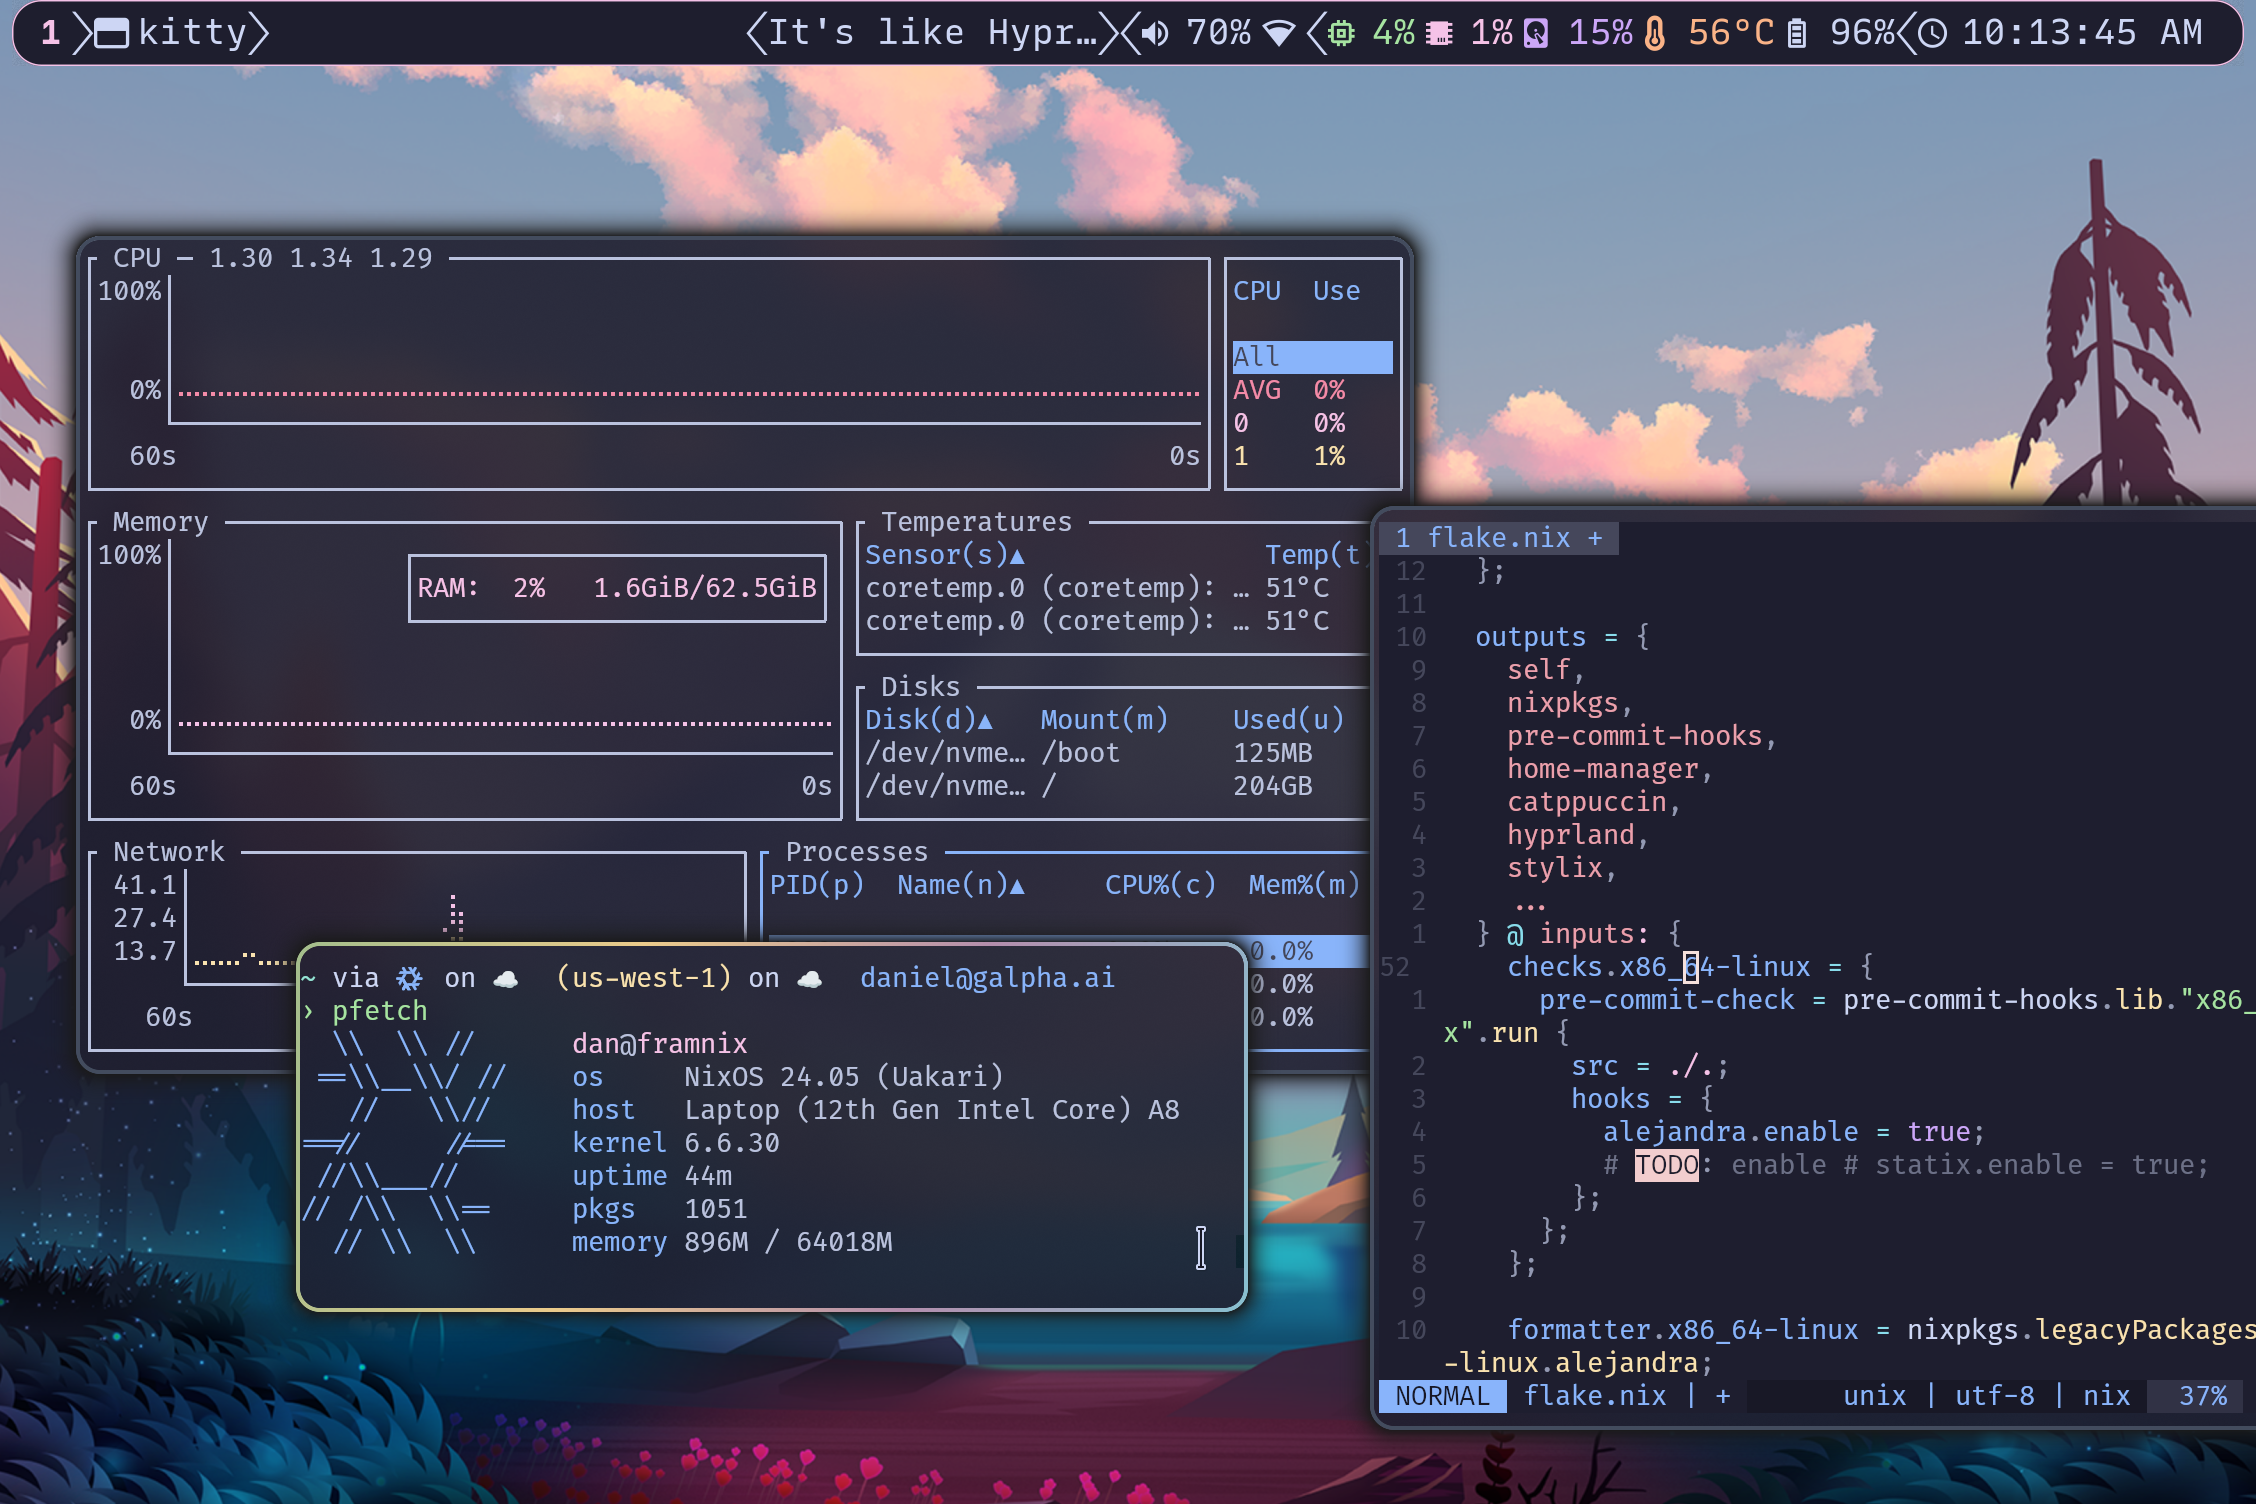 1 kitty It's like Hypr… 70% 4% 1% 15% 56°C 96% 10:13:45 AM
CPU — 1.30 1.34 1.29
100%
0%
60s 0s
CPU Use
All
AVG 0%
0 0%
1 1%
Memory
100%
RAM: 2% 1.6GiB/62.5GiB
0%
60s 0s
Temperatures
Sensor(s)▲ Temp(t)
coretemp.0 (coretemp): … 51°C
coretemp.0 (coretemp): … 51°C
Disks
Disk(d)▲ Mount(m) Used(u)
/dev/nvme… /boot 125MB
/dev/nvme… / 204GB
Network
41.1
27.4
13.7
60s
Processes
PID(p) Name(n)▲ CPU%(c) Mem%(m)
0.0%
0.0%
0.0%
~ via ❄ on ☁ (us-west-1) on ☁ daniel@galpha.ai
› pfetch
dan@framnix
os NixOS 24.05 (Uakari)
host Laptop (12th Gen Intel Core) A8
kernel 6.6.30
uptime 44m
pkgs 1051
memory 896M / 64018M
1 flake.nix +
12 };
11
10 outputs = {
9 self,
8 nixpkgs,
7 pre-commit-hooks,
6 home-manager,
5 catppuccin,
4 hyprland,
3 stylix,
2 ...
1 } @ inputs: {
52 checks.x86_64-linux = {
1 pre-commit-check = pre-commit-hooks.lib."x86_
x".run {
2 src = ./.;
3 hooks = {
4 alejandra.enable = true;
5 # TODO: enable # statix.enable = true;
6 };
7 };
8 };
9
10 formatter.x86_64-linux = nixpkgs.legacyPackages
-linux.alejandra;
NORMAL flake.nix | + unix | utf-8 | nix 37%